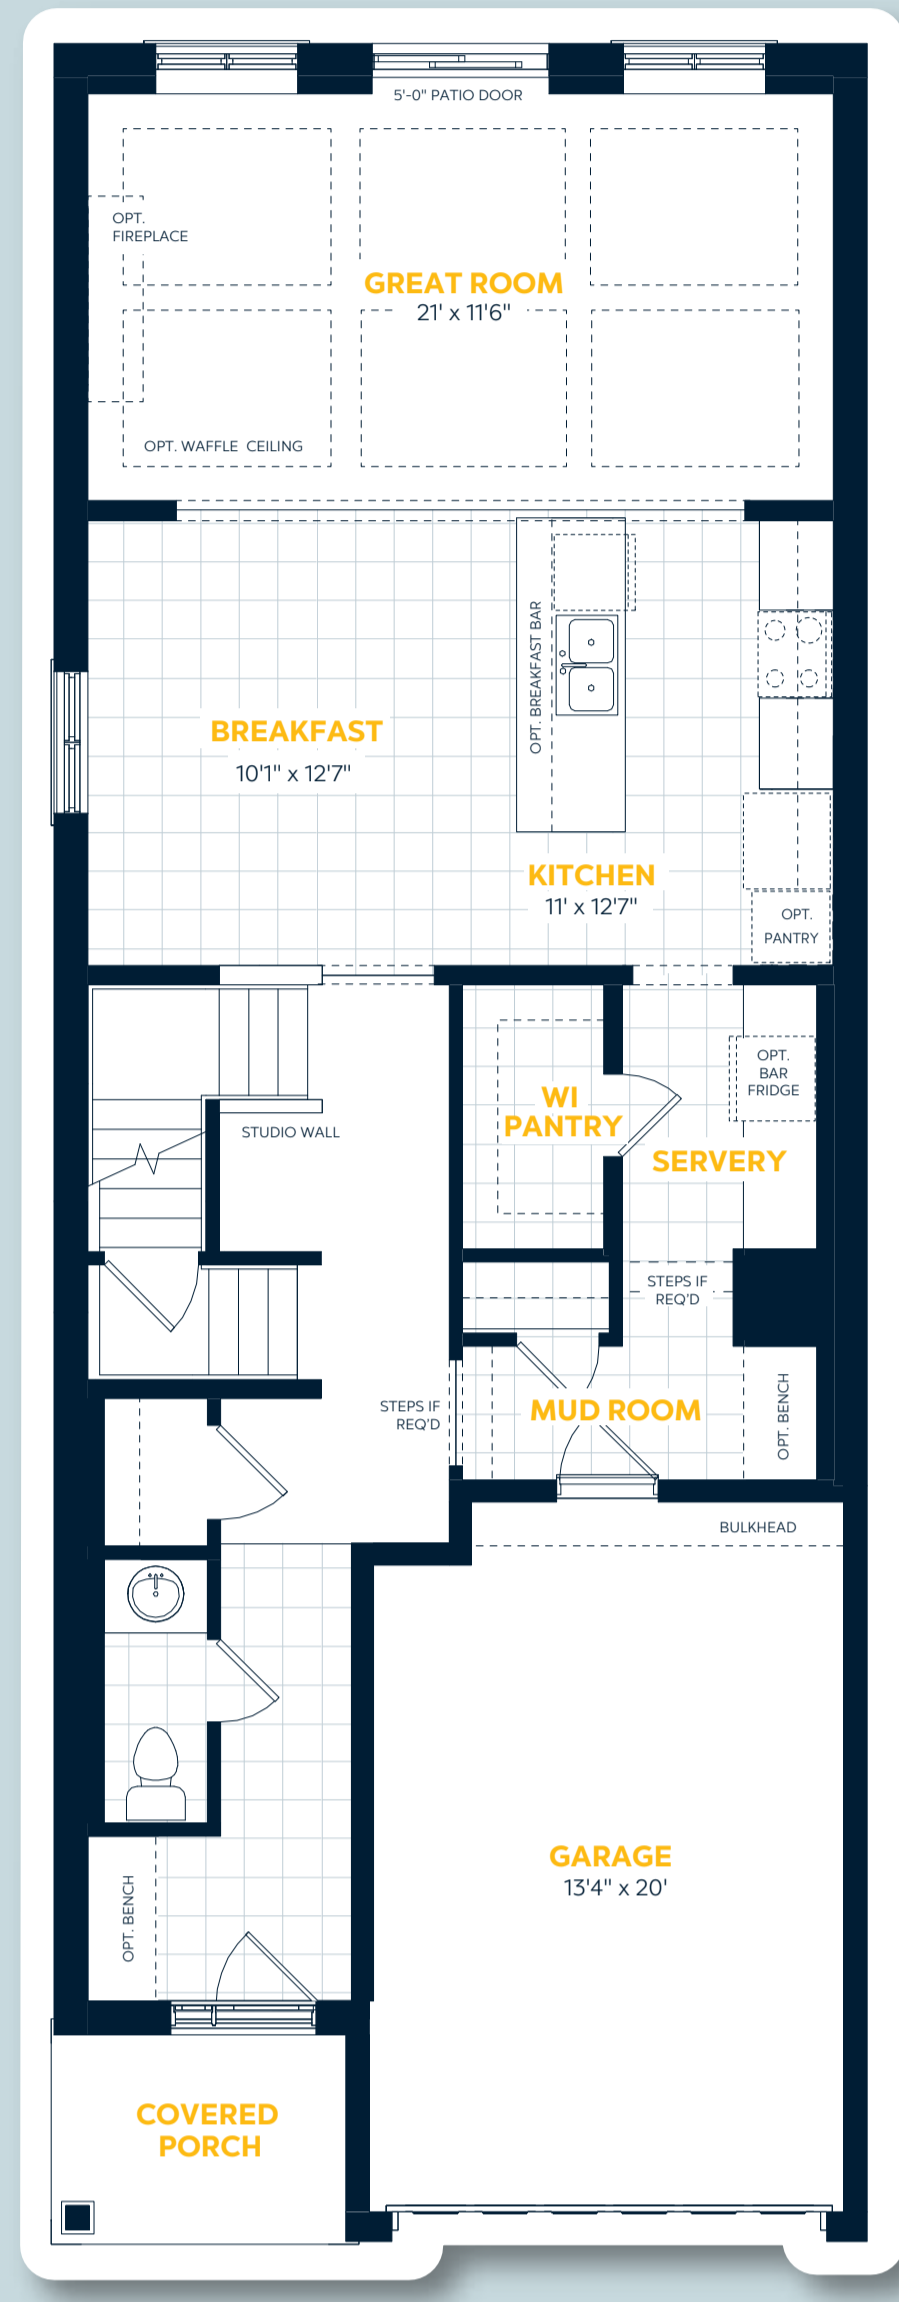 5'-0" PATIO DOOR
OPT.
FIREPLACE
GREAT ROOM
21' x 11'6"
OPT. WAFFLE CEILING
OPT. BREAKFAST BAR
BREAKFAST
10'1" x 12'7"
KITCHEN
11' x 12'7"
OPT.
PANTRY
OPT.
BAR
FRIDGE
WI
PANTRY
STUDIO WALL
SERVERY
STEPS IF
REQ'D
STEPS IF
REQ'D
MUD ROOM
OPT. BENCH
BULKHEAD
GARAGE
13'4" x 20'
OPT. BENCH
COVERED
PORCH